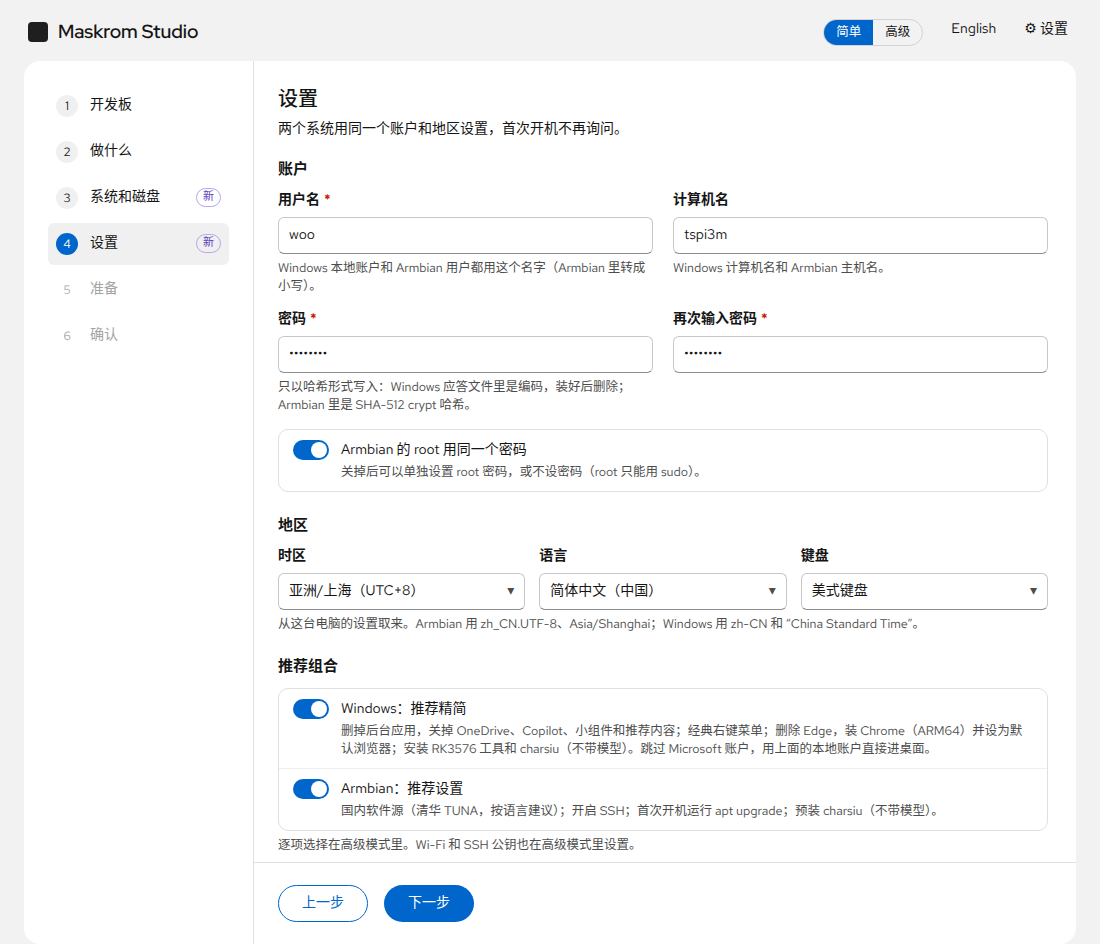 Maskrom Studio
简单 高级 English ⚙ 设置
1 开发板
2 做什么
3 系统和磁盘 新
4 设置 新
5 准备
6 确认
设置
两个系统用同一个账户和地区设置，首次开机不再询问。
账户
用户名 * 计算机名
woo tspi3m
Windows 本地账户和 Armbian 用户都用这个名字（Armbian 里转成
小写）。
Windows 计算机名和 Armbian 主机名。
密码 * 再次输入密码 *
•••••••• ••••••••
只以哈希形式写入：Windows 应答文件里是编码，装好后删除；
Armbian 里是 SHA-512 crypt 哈希。
Armbian 的 root 用同一个密码
关掉后可以单独设置 root 密码，或不设密码（root 只能用 sudo）。
地区
时区 语言 键盘
亚洲/上海（UTC+8） ▼ 简体中文（中国） ▼ 美式键盘 ▼
从这台电脑的设置取来。Armbian 用 zh_CN.UTF-8、Asia/Shanghai；Windows 用 zh-CN 和 “China Standard Time”。
推荐组合
Windows：推荐精简
删掉后台应用，关掉 OneDrive、Copilot、小组件和推荐内容；经典右键菜单；删除 Edge，装 Chrome（ARM64）并设为默
认浏览器；安装 RK3576 工具和 charsiu（不带模型）。跳过 Microsoft 账户，用上面的本地账户直接进桌面。
Armbian：推荐设置
国内软件源（清华 TUNA，按语言建议）；开启 SSH；首次开机运行 apt upgrade；预装 charsiu（不带模型）。
逐项选择在高级模式里。Wi-Fi 和 SSH 公钥也在高级模式里设置。
上一步 下一步